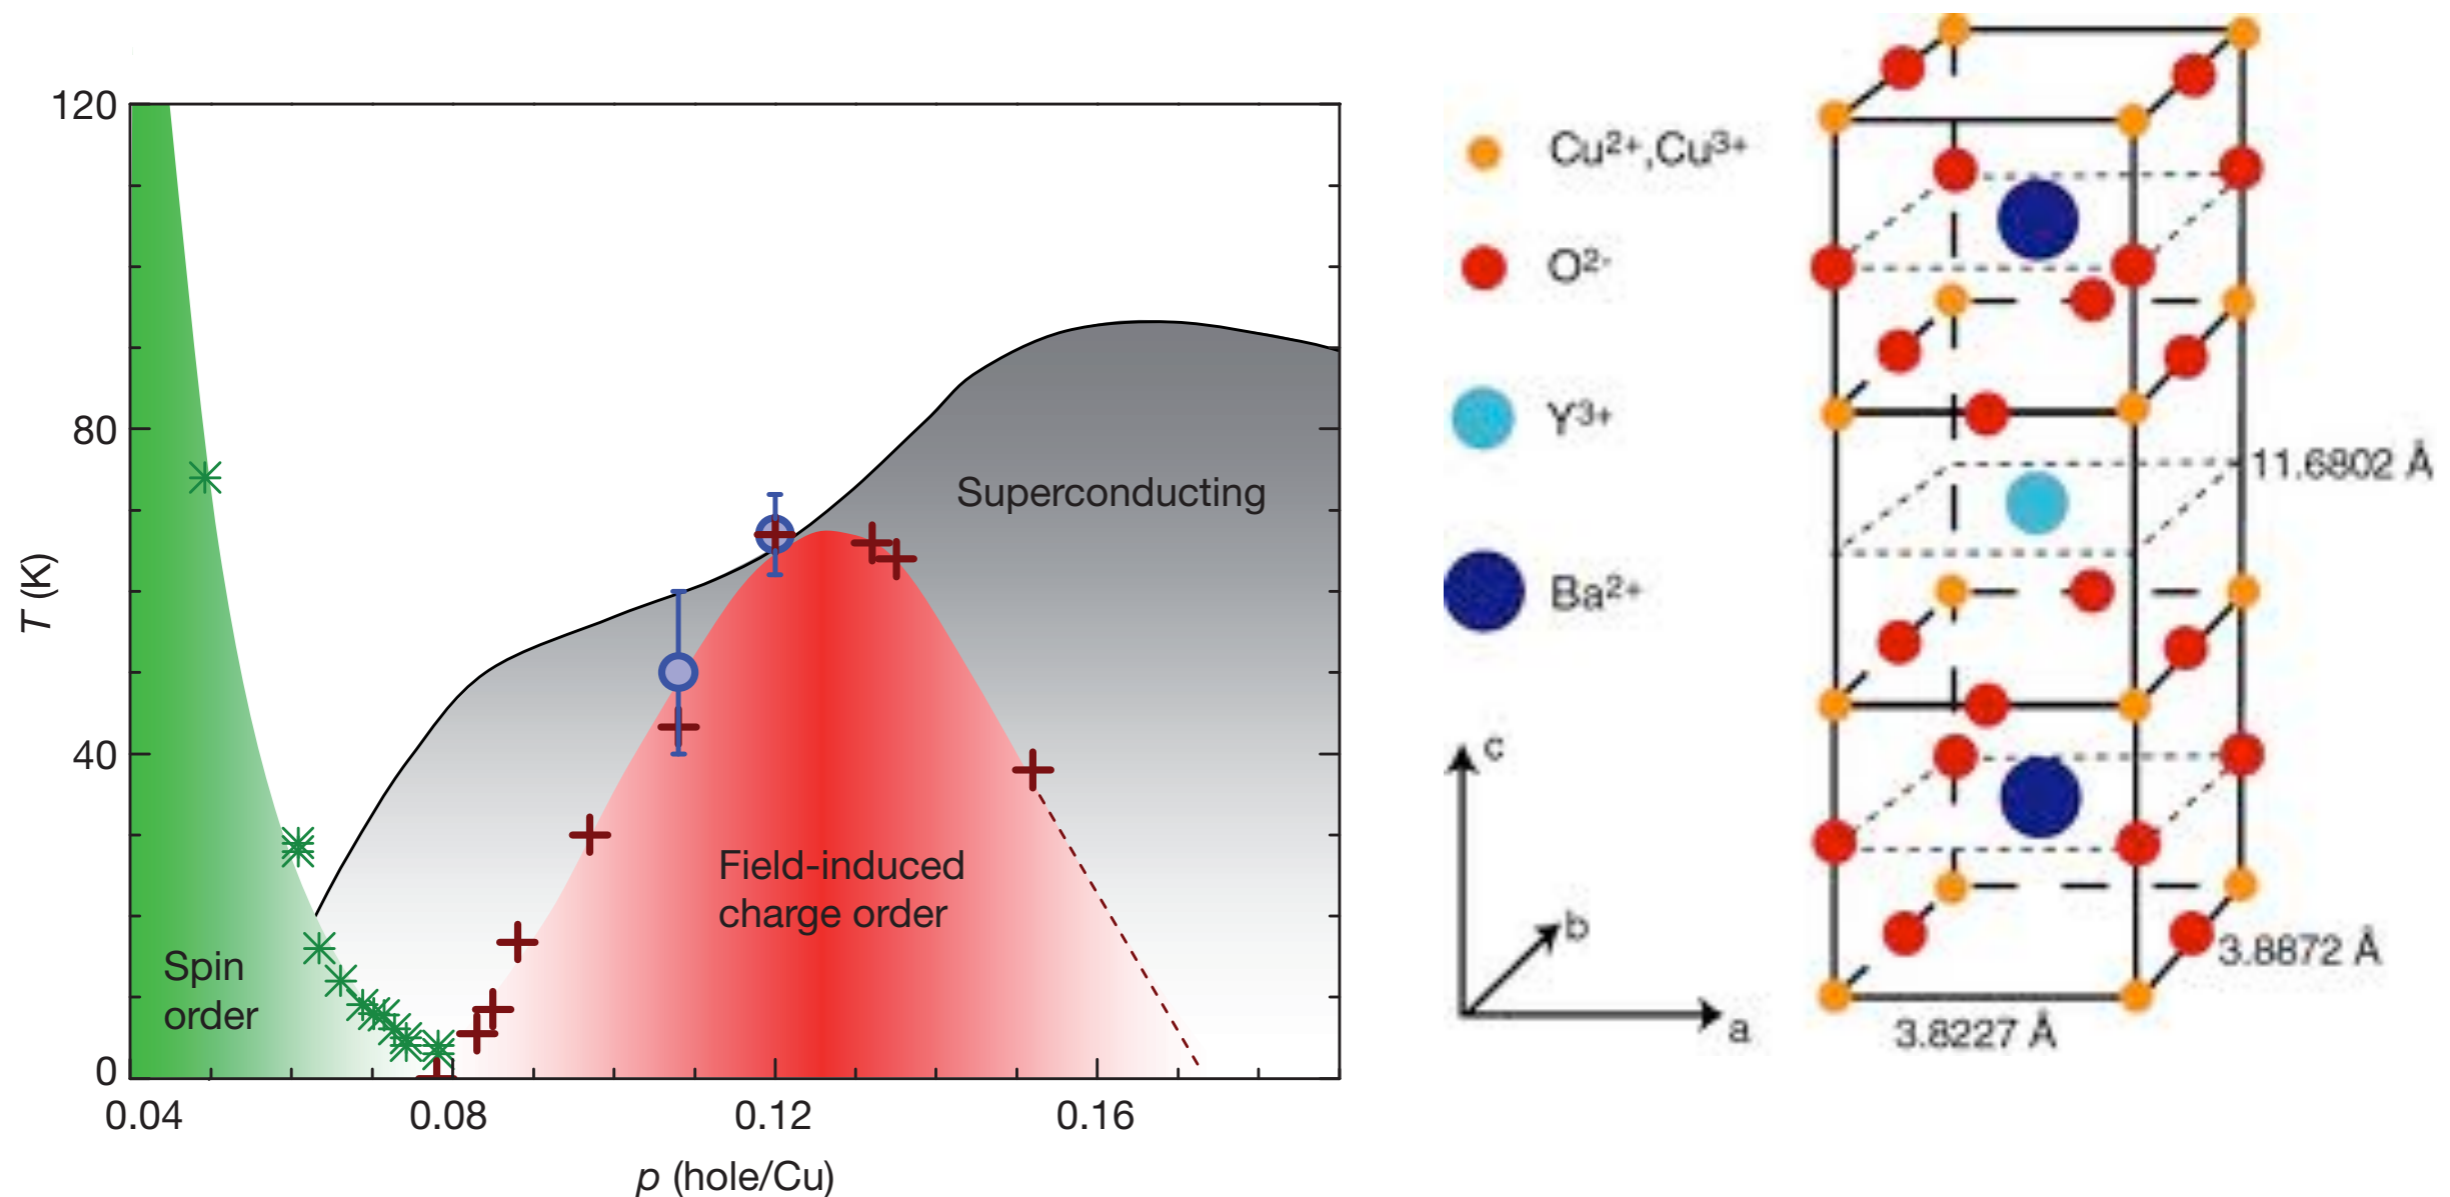 120
80
40
0
T (K)
0.04
0.08
0.12
0.16
p (hole/Cu)
Spin
order
Field-induced
charge order
Superconducting
Cu²⁺,Cu³⁺
O²⁻
Y³⁺
Ba²⁺
c
b
a
11.6802 Å
3.8872 Å
3.8227 Å